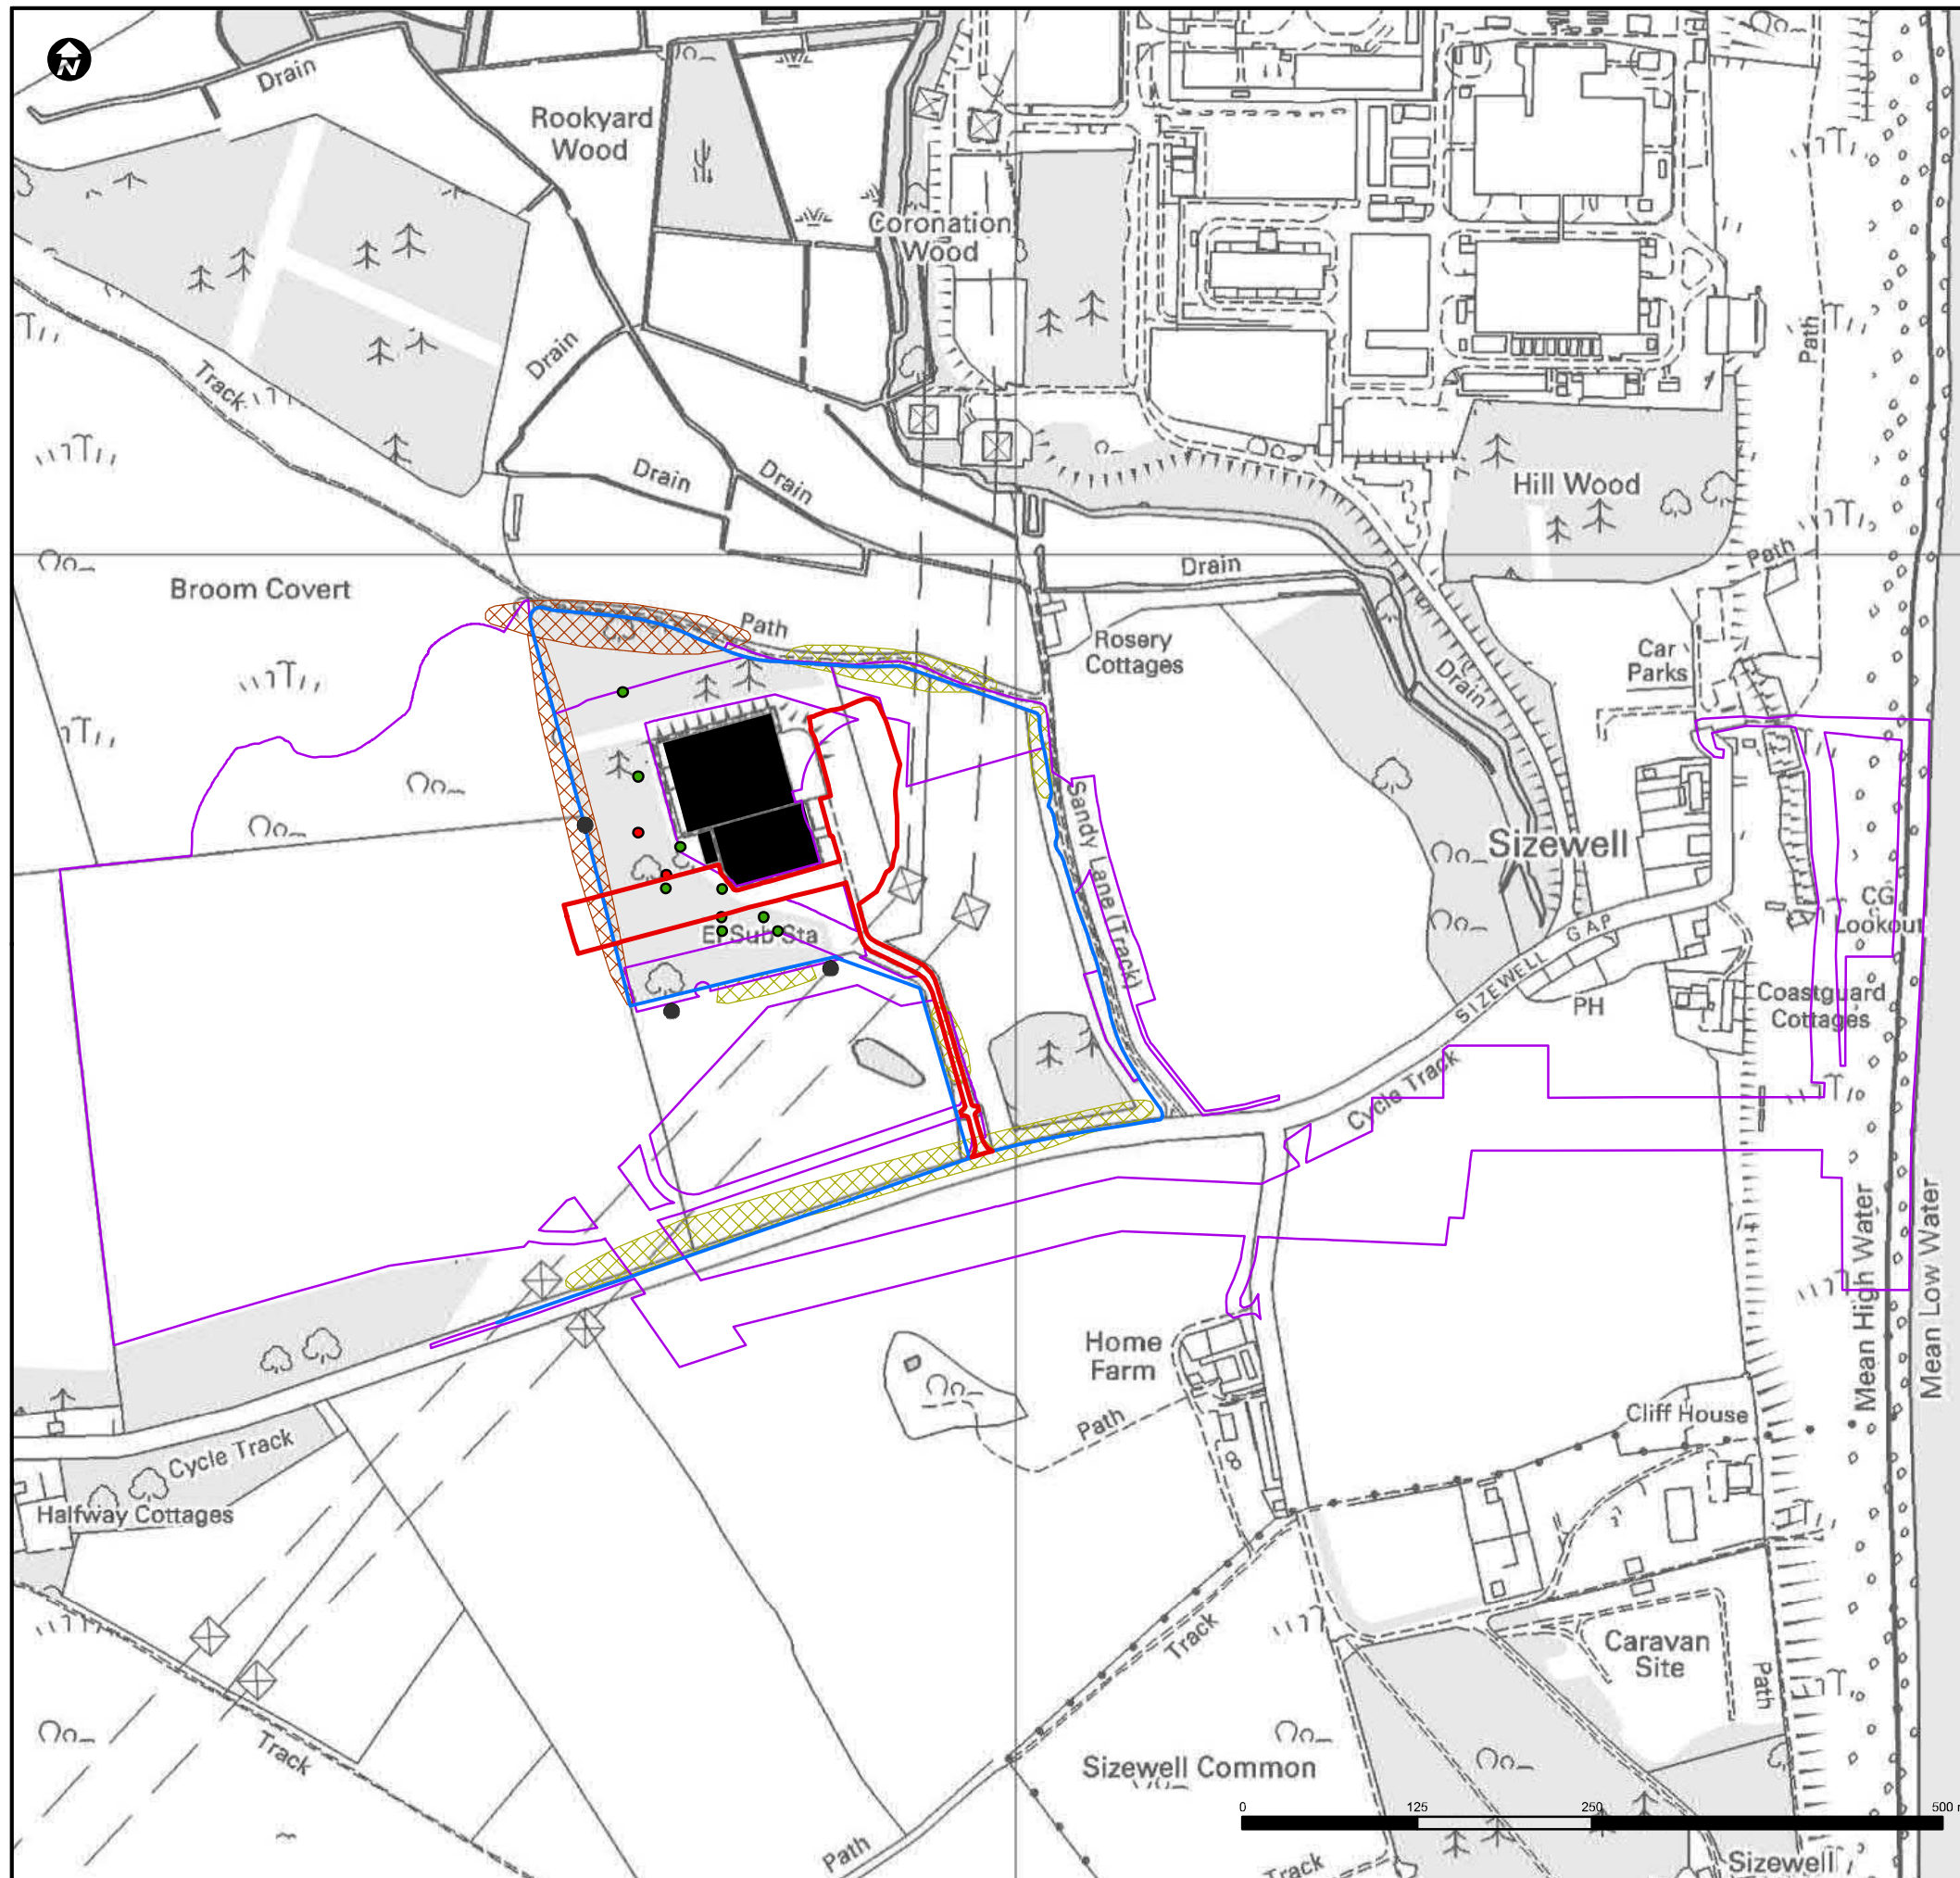 N
Drain
Rookyard
Wood
Coronation
Wood
Path
Track
Drain
Drain
Drain
Hill Wood
Path
Drain
Broom Covert
Path
Rosery
Cottages
Car
Parks
Drain
Sandy Lane (Track)
Sizewell
CG
Lookout
El Sub Sta
SIZEWELL GAP
PH
Coastguard
Cottages
Cycle Track
Mean High Water
Mean Low Water
Home
Farm
Path
Cliff House
Cycle Track
Halfway Cottages
Track
Caravan
Site
Path
Track
Sizewell Common
0 125 250 500 m
Path
Track
Sizewell